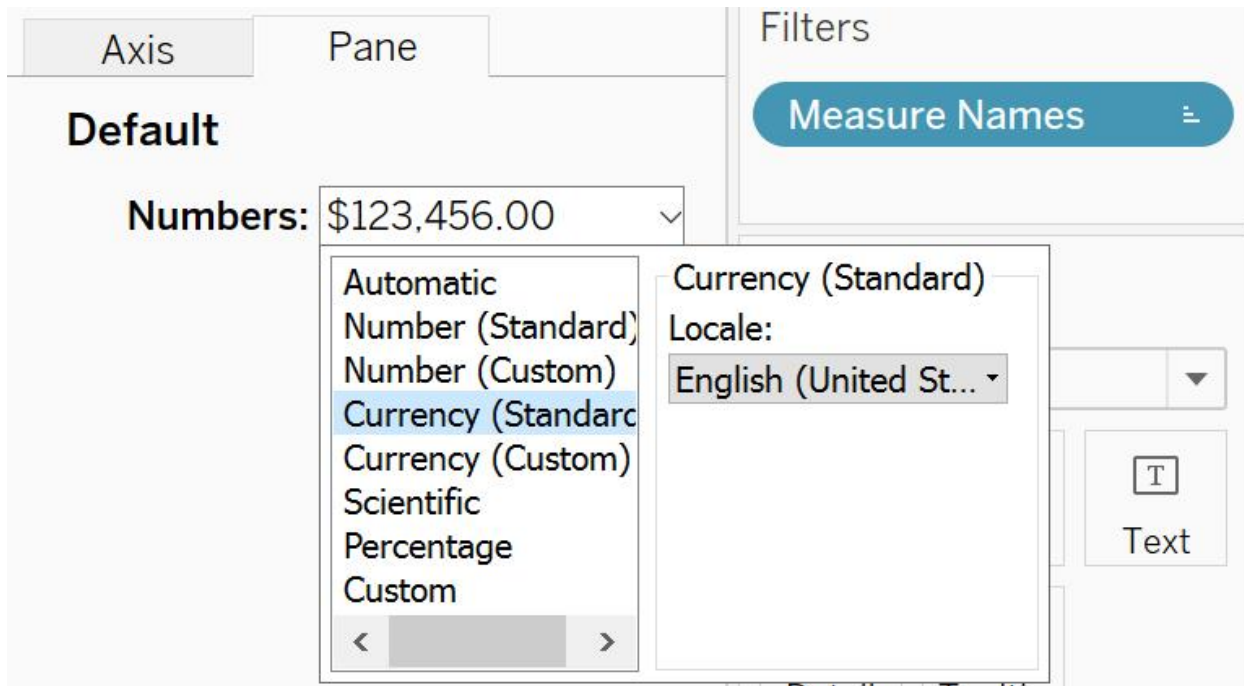 Axis
Pane
Default
Numbers: $123,456.00
Automatic
Number (Standard)
Number (Custom)
Currency (Standard
Currency (Custom)
Scientific
Percentage
Custom
Currency (Standard)
Locale:
English (United St...
Filters
Measure Names
T
Text